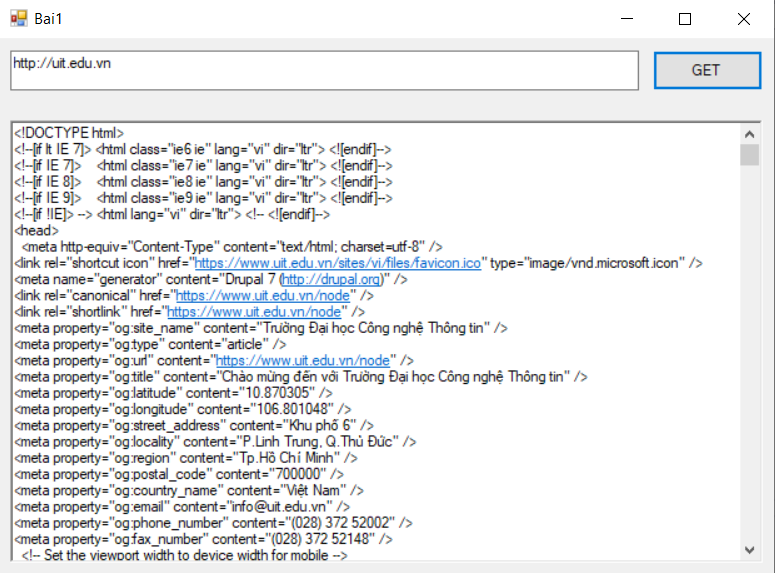 Bai1
http://uit.edu.vn
GET
<!DOCTYPE html>
<!--[if lt IE 7]> <html class="ie6 ie" lang="vi" dir="ltr"> <![endif]-->
<!--[if IE 7]>    <html class="ie7 ie" lang="vi" dir="ltr"> <![endif]-->
<!--[if IE 8]>    <html class="ie8 ie" lang="vi" dir="ltr"> <![endif]-->
<!--[if IE 9]>    <html class="ie9 ie" lang="vi" dir="ltr"> <![endif]-->
<!--[if !IE]> --> <html lang="vi" dir="ltr"> <!-- <![endif]-->
<head>
  <meta http-equiv="Content-Type" content="text/html; charset=utf-8" />
<link rel="shortcut icon" href="https://www.uit.edu.vn/sites/vi/files/favicon.ico" type="image/vnd.microsoft.icon" />
<meta name="generator" content="Drupal 7 (http://drupal.org)" />
<link rel="canonical" href="https://www.uit.edu.vn/node" />
<link rel="shortlink" href="https://www.uit.edu.vn/node" />
<meta property="og:site_name" content="Trường Đại học Công nghệ Thông tin" />
<meta property="og:type" content="article" />
<meta property="og:url" content="https://www.uit.edu.vn/node" />
<meta property="og:title" content="Chào mừng đến với Trường Đại học Công nghệ Thông tin" />
<meta property="og:latitude" content="10.870305" />
<meta property="og:longitude" content="106.801048" />
<meta property="og:street_address" content="Khu phố 6" />
<meta property="og:locality" content="P.Linh Trung, Q.Thủ Đức" />
<meta property="og:region" content="Tp.Hồ Chí Minh" />
<meta property="og:postal_code" content="700000" />
<meta property="og:country_name" content="Việt Nam" />
<meta property="og:email" content="info@uit.edu.vn" />
<meta property="og:phone_number" content="(028) 372 52002" />
<meta property="og:fax_number" content="(028) 372 52148" />
  <!-- Set the viewport width to device width for mobile -->